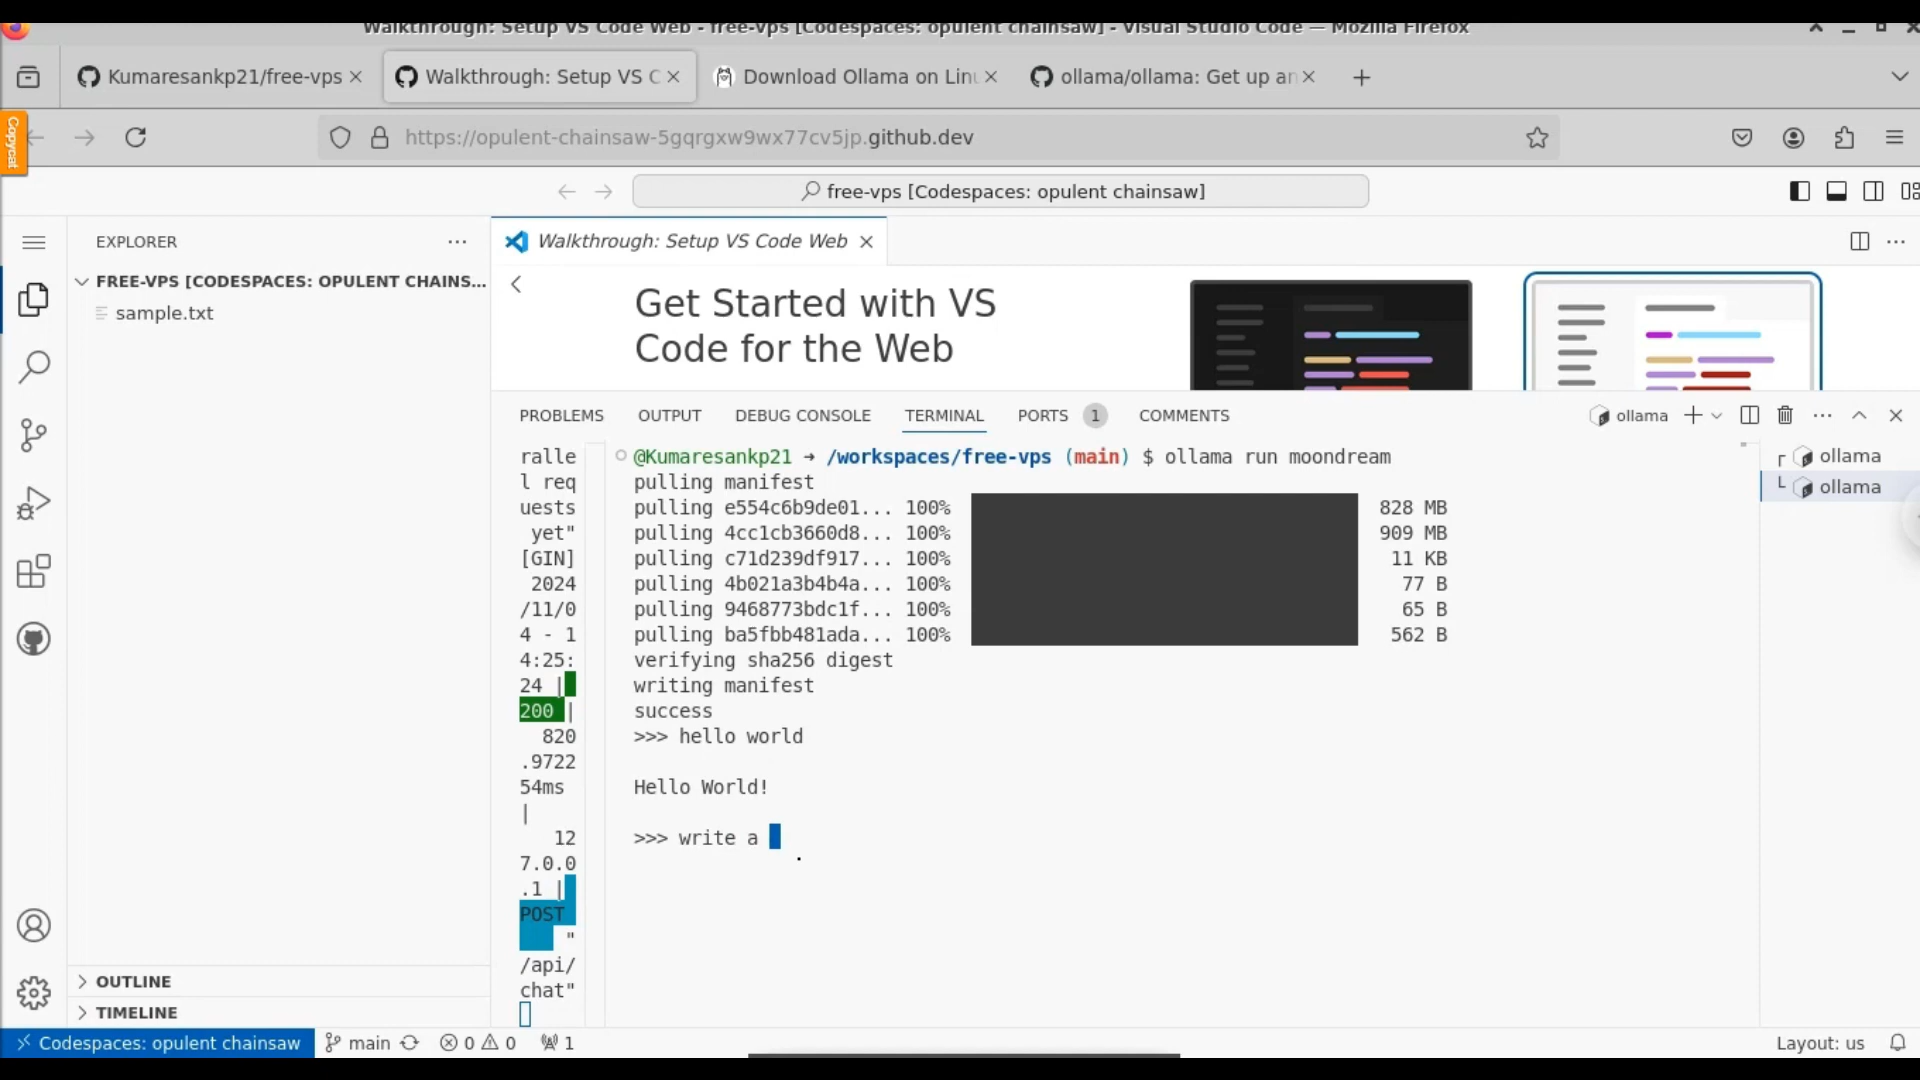 Walkthrough: Setup VS Code Web - free-vps [Codespaces: opulent chainsaw] - Visual Studio Code — Mozilla Firefox
Kumaresankp21/free-vps
Walkthrough: Setup VS C
Download Ollama on Linu
ollama/ollama: Get up an
Copycat
https://opulent-chainsaw-5gqrgxw9wx77cv5jp.github.dev
free-vps [Codespaces: opulent chainsaw]
EXPLORER
Walkthrough: Setup VS Code Web
FREE-VPS [CODESPACES: OPULENT CHAINS...
sample.txt
Get Started with VS
Code for the Web
PROBLEMS OUTPUT DEBUG CONSOLE TERMINAL PORTS 1 COMMENTS
ollama
ralle
l req
uests
yet"
[GIN]
2024
/11/0
4 - 1
4:25:
24 |
200 |
820
.9722
54ms
|
12
7.0.0
.1 |
POST
"
/api/
chat"
@Kumaresankp21 → /workspaces/free-vps (main) $ ollama run moondream
pulling manifest
pulling e554c6b9de01... 100% 828 MB
pulling 4cc1cb3660d8... 100% 909 MB
pulling c71d239df917... 100% 11 KB
pulling 4b021a3b4b4a... 100% 77 B
pulling 9468773bdc1f... 100% 65 B
pulling ba5fbb481ada... 100% 562 B
verifying sha256 digest
writing manifest
success
>>> hello world
Hello World!
>>> write a
ollama
ollama
OUTLINE
TIMELINE
Codespaces: opulent chainsaw
main
0
0
1
Layout: us